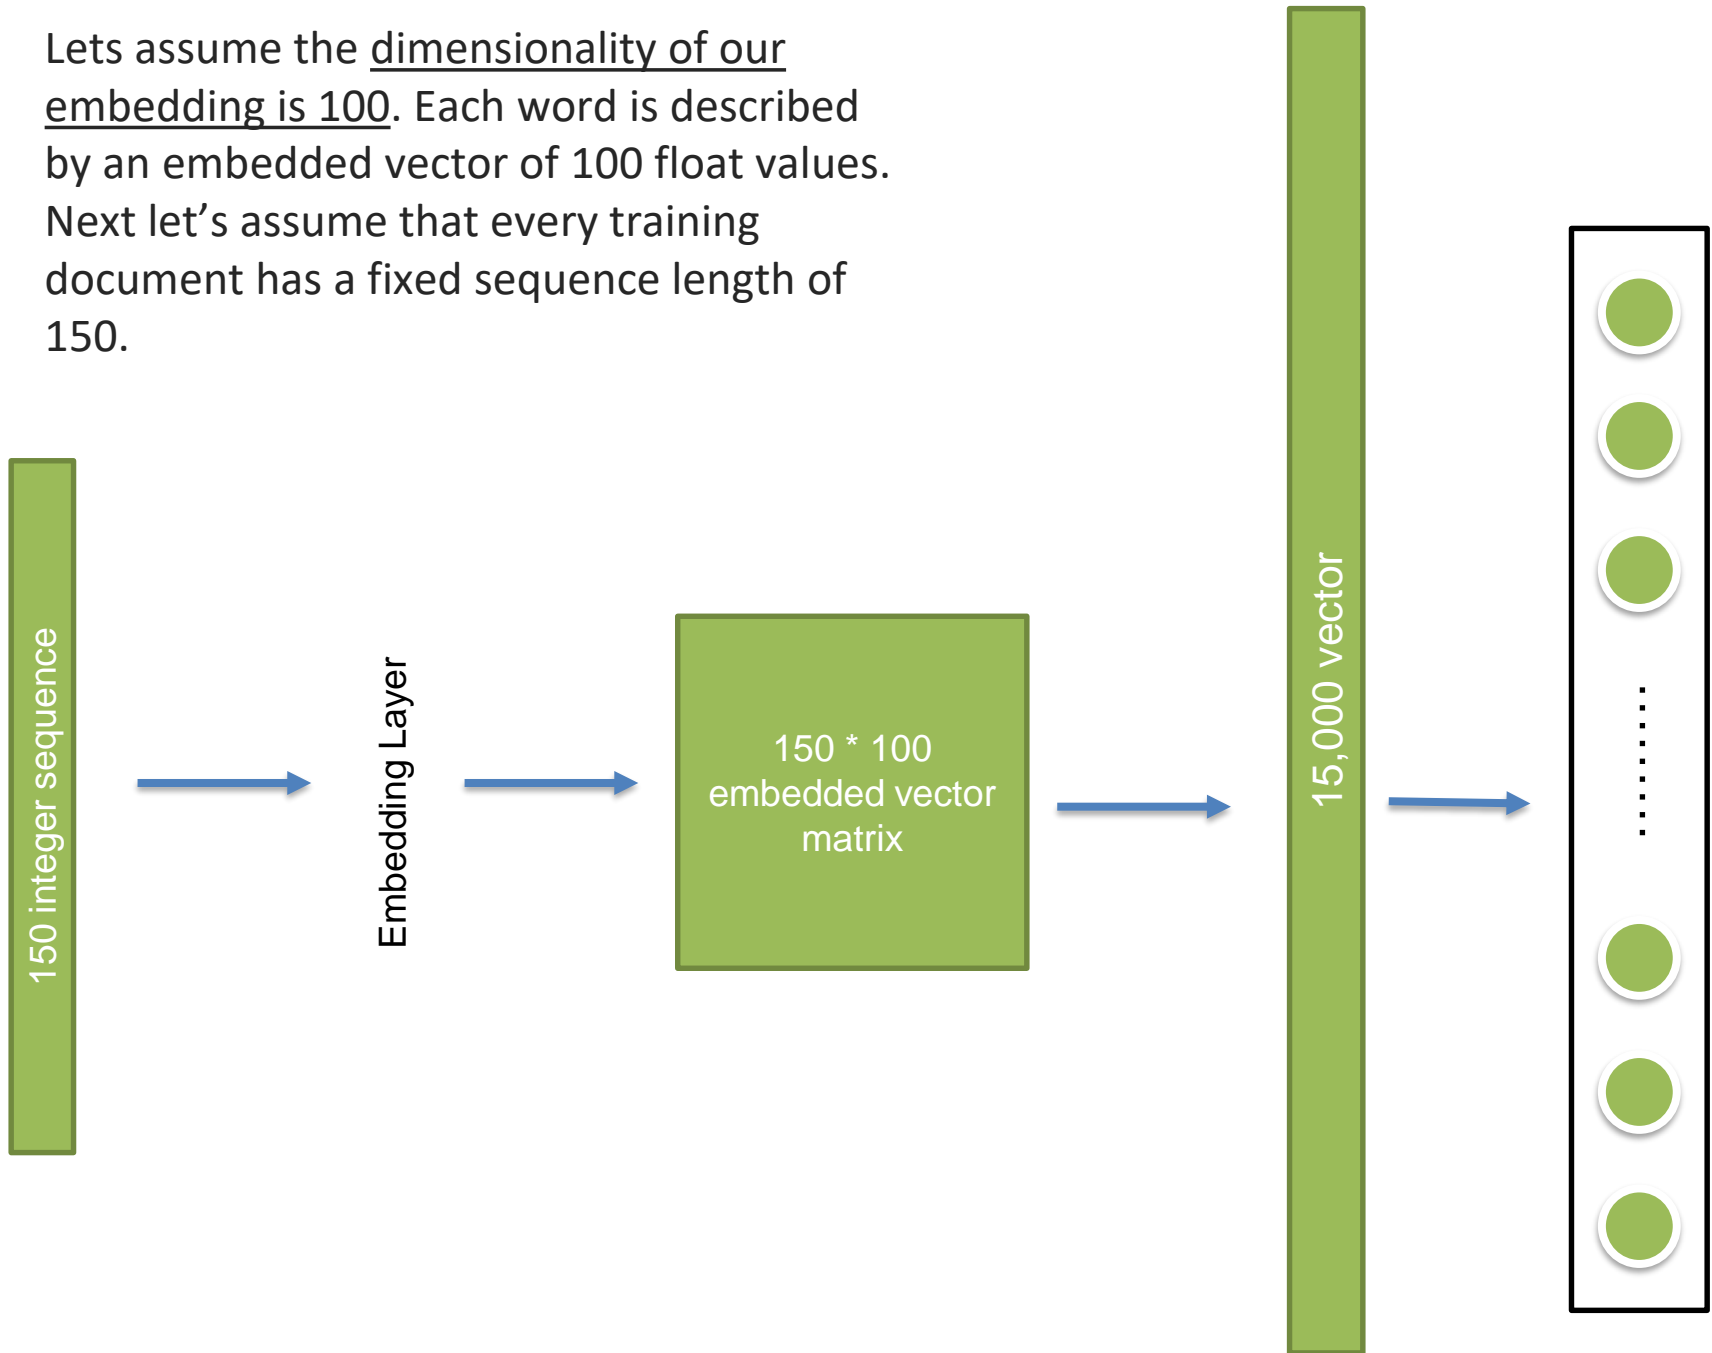 Lets assume the dimensionality of our
embedding is 100. Each word is described
by an embedded vector of 100 float values.
Next let’s assume that every training
document has a fixed sequence length of
150.
150 integer sequence
Embedding Layer
150 * 100
embedded vector
matrix
15,000 vector